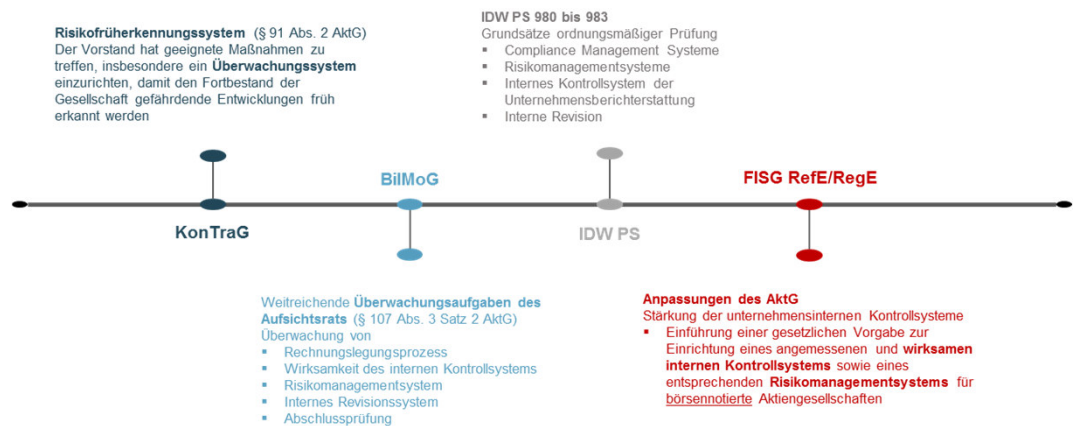 Risikofrüherkennungssystem (§ 91 Abs. 2 AktG)
Der Vorstand hat geeignete Maßnahmen zu
treffen, insbesondere ein Überwachungssystem
einzurichten, damit den Fortbestand der
Gesellschaft gefährdende Entwicklungen früh
erkannt werden
IDW PS 980 bis 983
Grundsätze ordnungsmäßiger Prüfung
▪ Compliance Management Systeme
▪ Risikomanagementsysteme
▪ Internes Kontrollsystem der
Unternehmensberichterstattung
▪ Interne Revision
KonTraG
BilMoG
IDW PS
FISG RefE/RegE
Weitreichende Überwachungsaufgaben des
Aufsichtsrats (§ 107 Abs. 3 Satz 2 AktG)
Überwachung von
▪ Rechnungslegungsprozess
▪ Wirksamkeit des internen Kontrollsystems
▪ Risikomanagementsystem
▪ Internes Revisionssystem
▪ Abschlussprüfung
Anpassungen des AktG
Stärkung der unternehmensinternen Kontrollsysteme
▪ Einführung einer gesetzlichen Vorgabe zur
Einrichtung eines angemessenen und wirksamen
internen Kontrollsystems sowie eines
entsprechenden Risikomanagementsystems für
börsennotierte Aktiengesellschaften